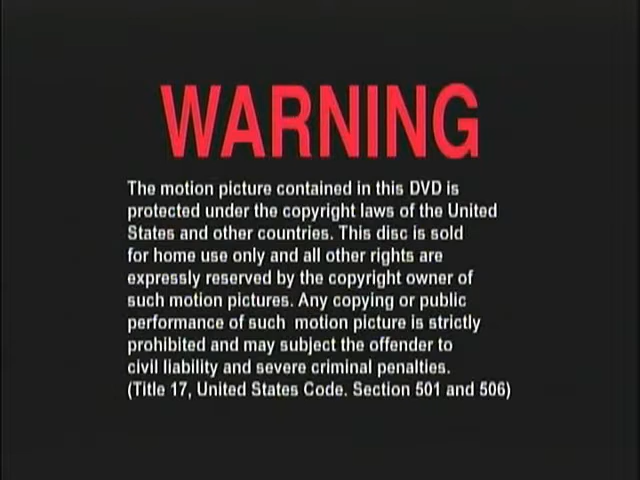 WARNING
The motion picture contained in this DVD is
protected under the copyright laws of the United
States and other countries. This disc is sold
for home use only and all other rights are
expressly reserved by the copyright owner of
such motion pictures. Any copying or public
performance of such  motion picture is strictly
prohibited and may subject the offender to
civil liability and severe criminal penalties.
(Title 17, United States Code. Section 501 and 506)